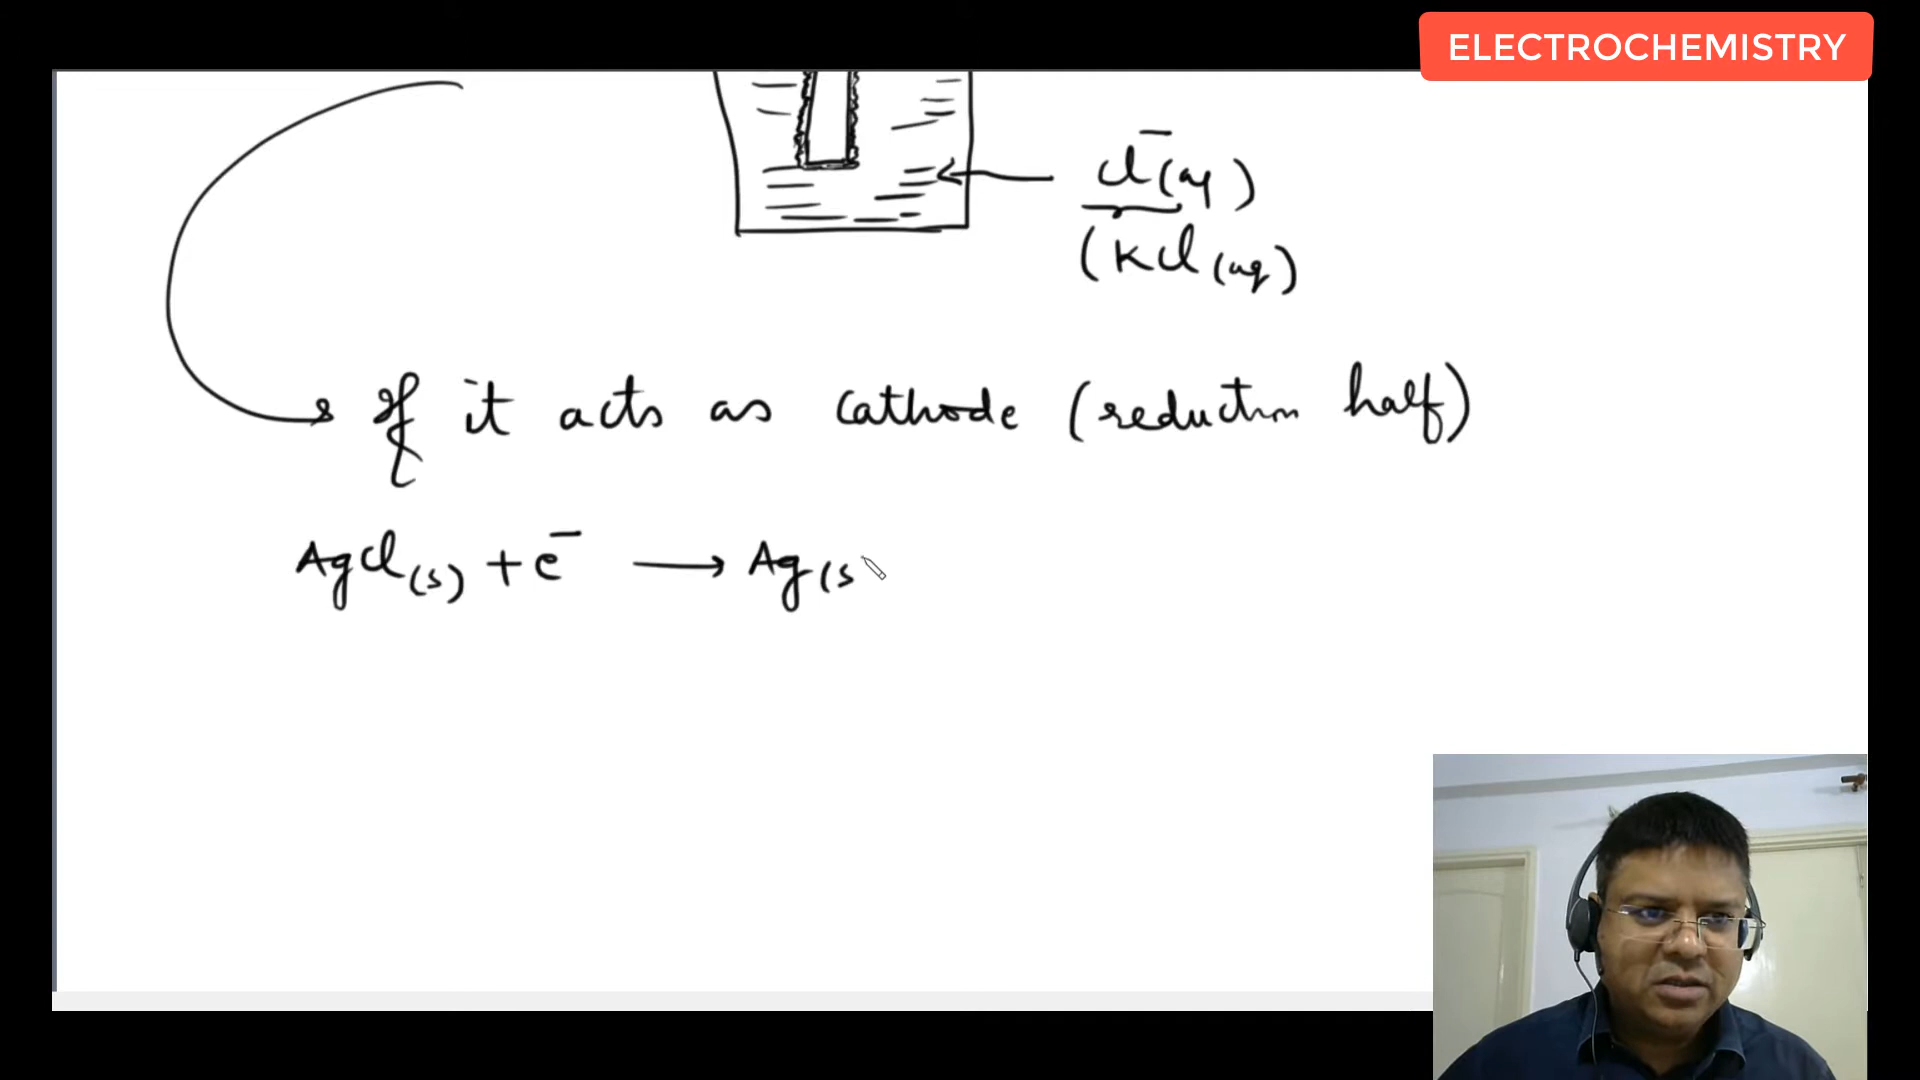 ELECTROCHEMISTRY
Cl⁻(aq)
(KCl(aq)
If it acts as cathode (reduction half)
AgCl(s) + e⁻ ⟶ Ag(s